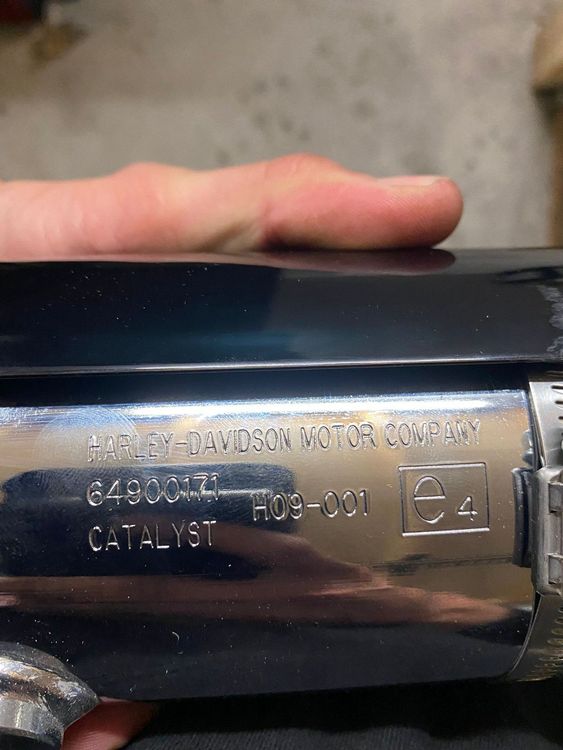 HARLEY-DAVIDSON MOTOR COMPANY
64900171 H09-001 e4
CATALYST